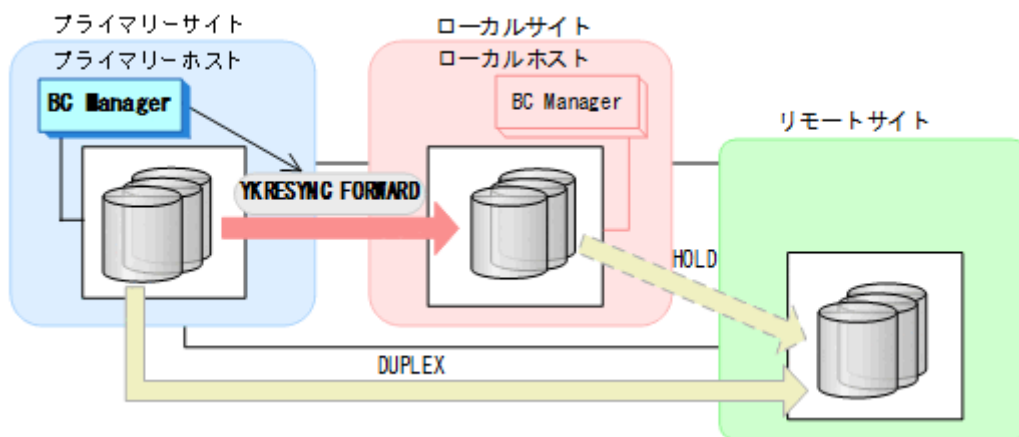 プライマリーサイト
プライマリーホスト
BC Manager
ローカルサイト
ローカルホスト
BC Manager
リモートサイト
YKRESYNC FORWARD
HOLD
DUPLEX